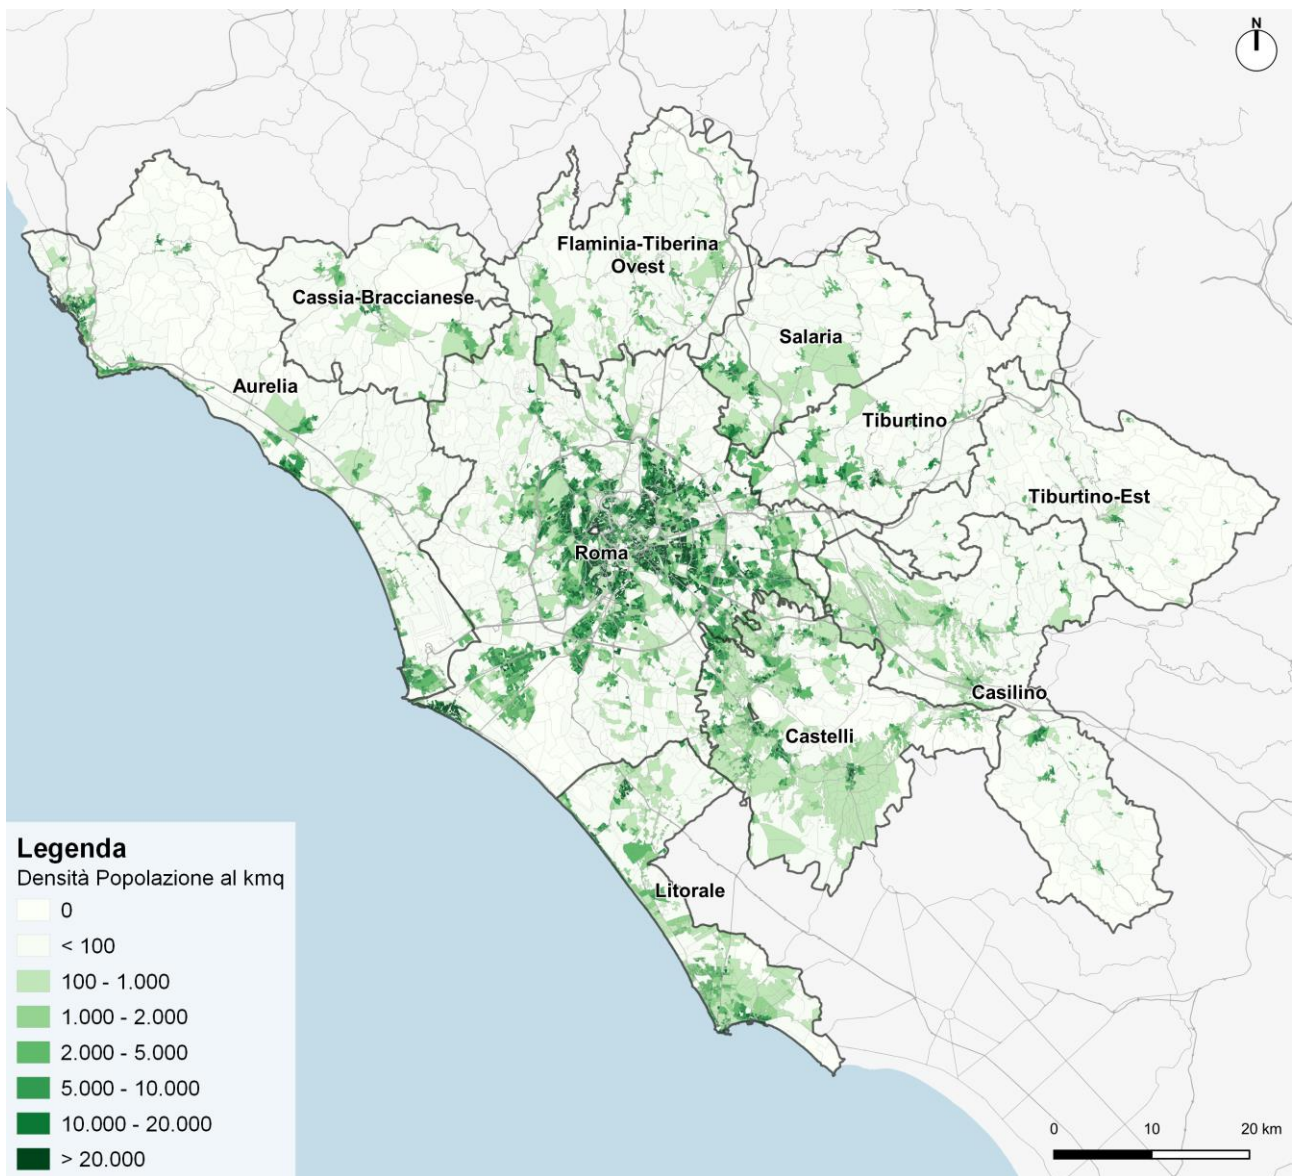 N
Flaminia-Tiberina
Ovest
Cassia-Braccianese
Salaria
Aurelia
Tiburtino
Tiburtino-Est
Roma
Casilino
Castelli
Litorale
Legenda
Densità Popolazione al kmq
0
< 100
100 - 1.000
1.000 - 2.000
2.000 - 5.000
5.000 - 10.000
10.000 - 20.000
> 20.000
0 10 20 km